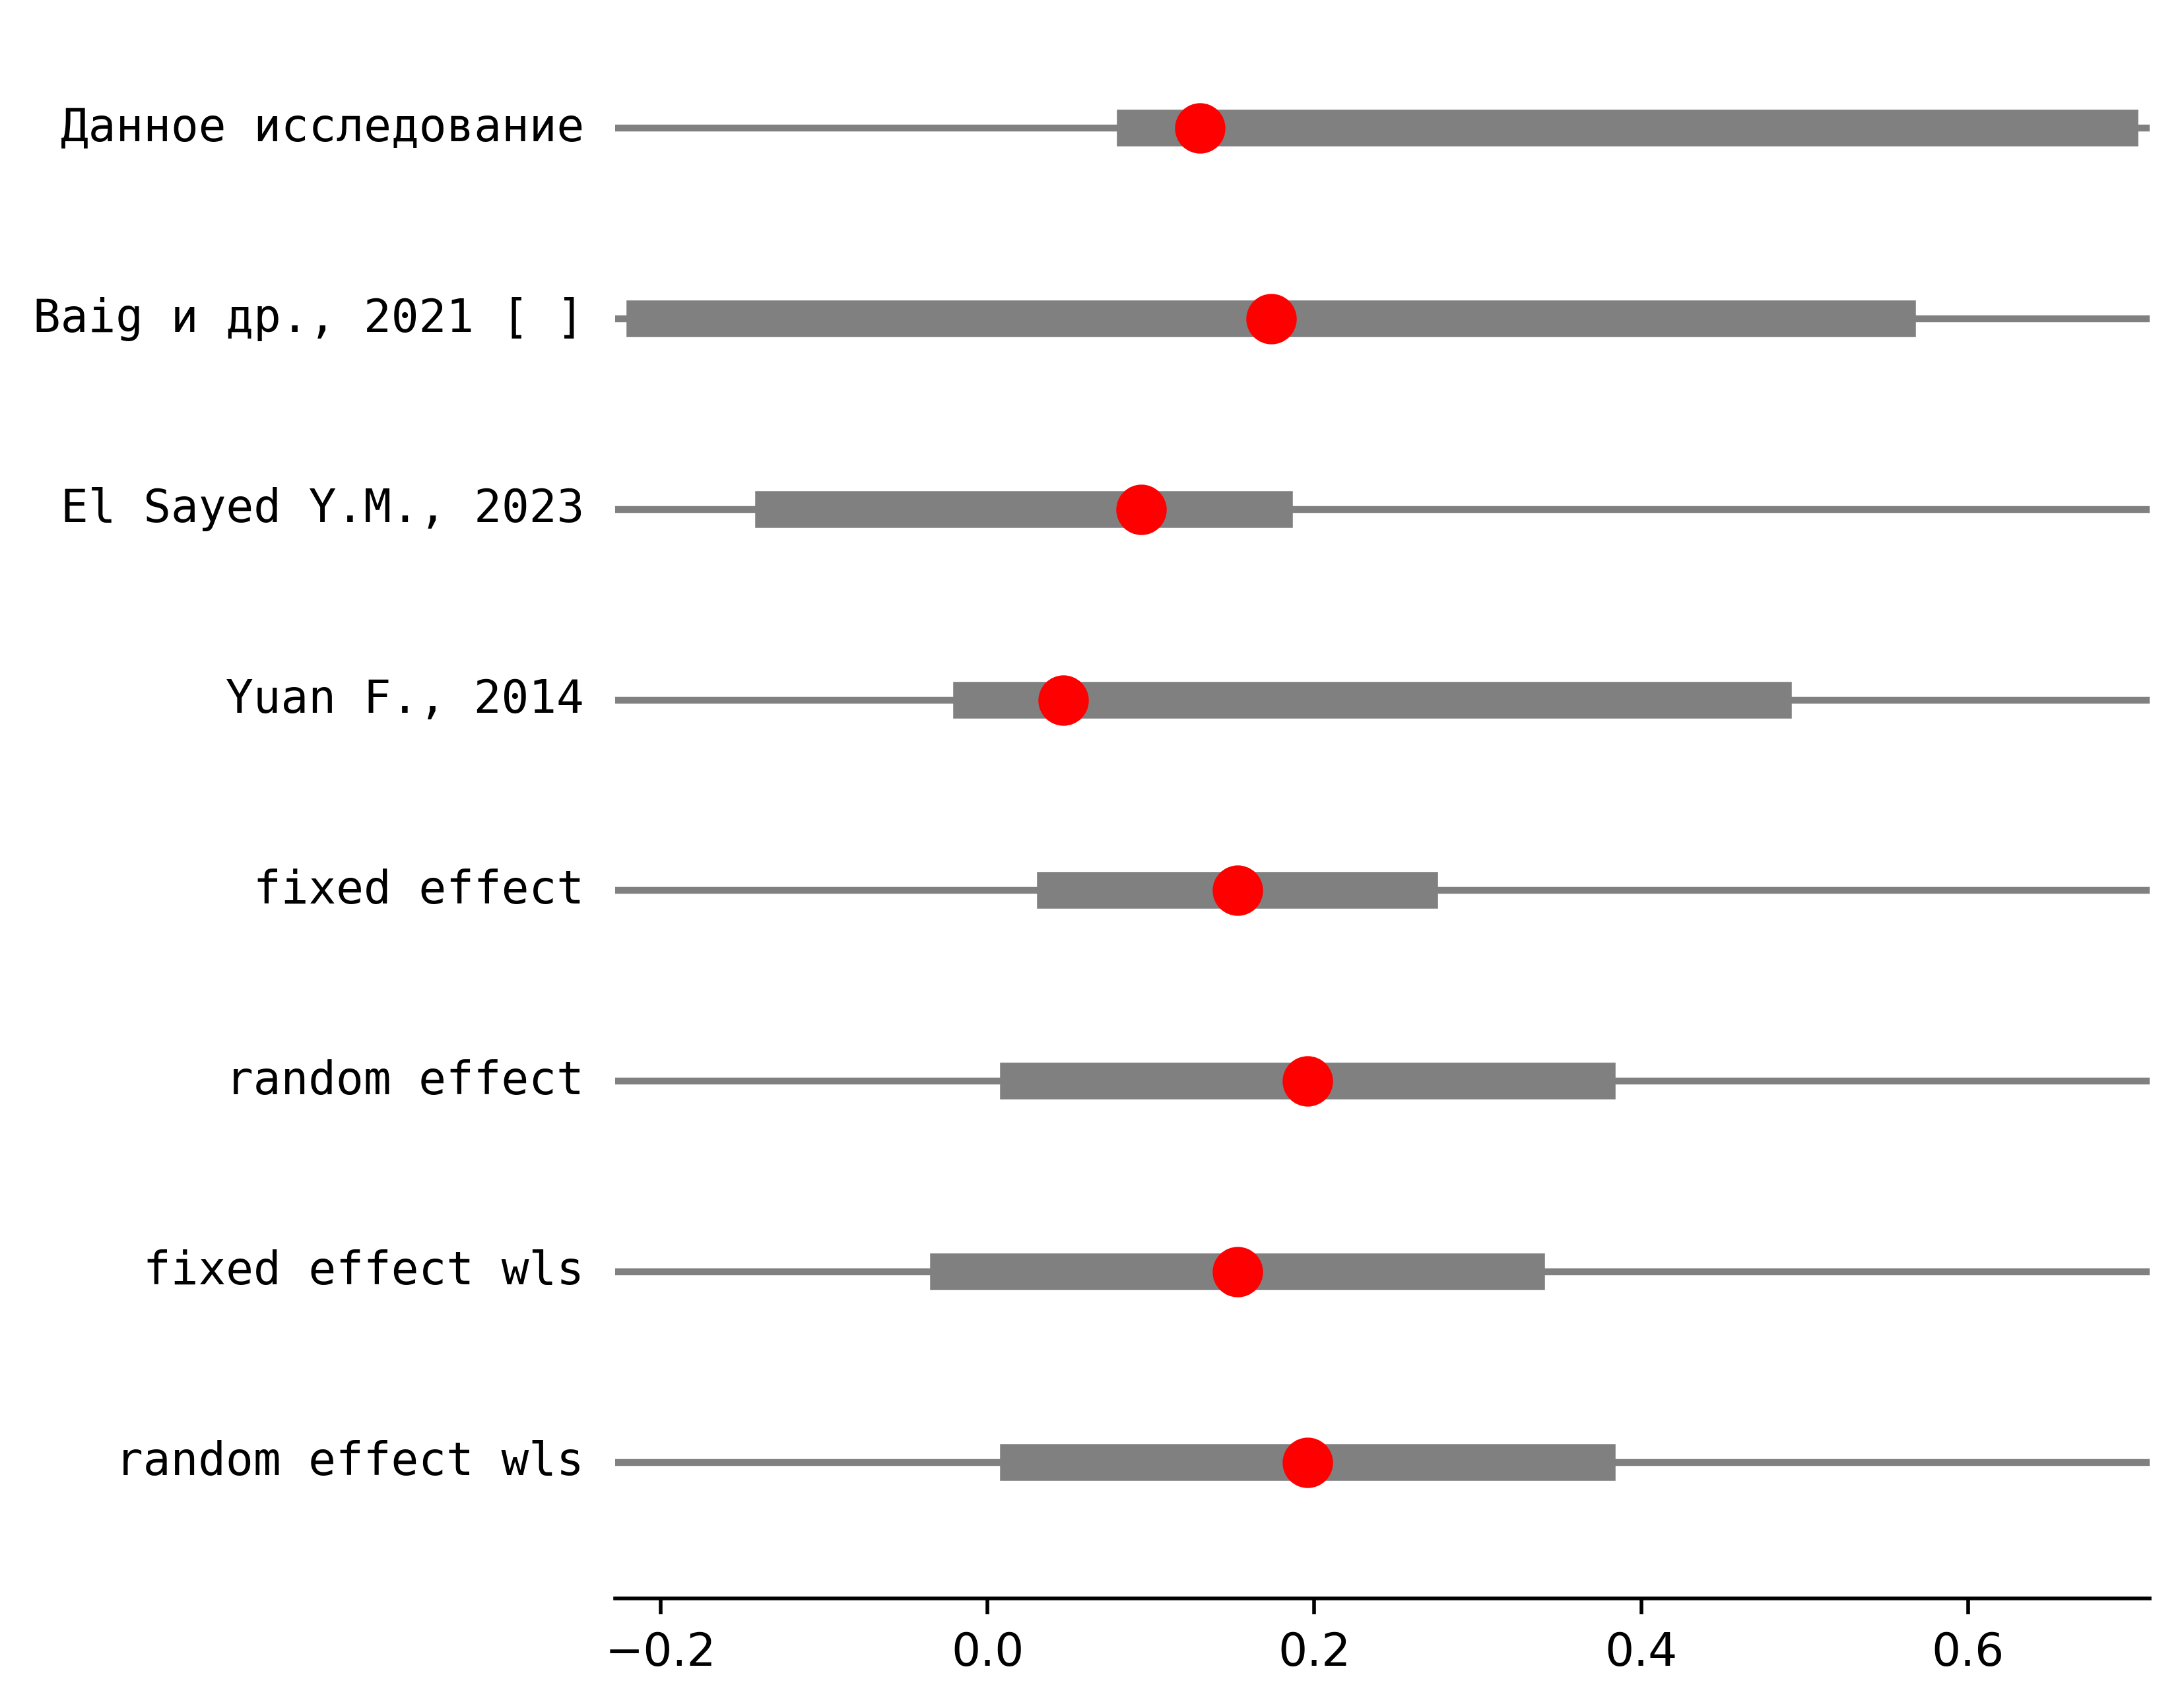 Данное исследование
Baig и др., 2021 [ ]
El Sayed Y.M., 2023
Yuan F., 2014
fixed effect
random effect
fixed effect wls
random effect wls
−0.2 0.0 0.2 0.4 0.6